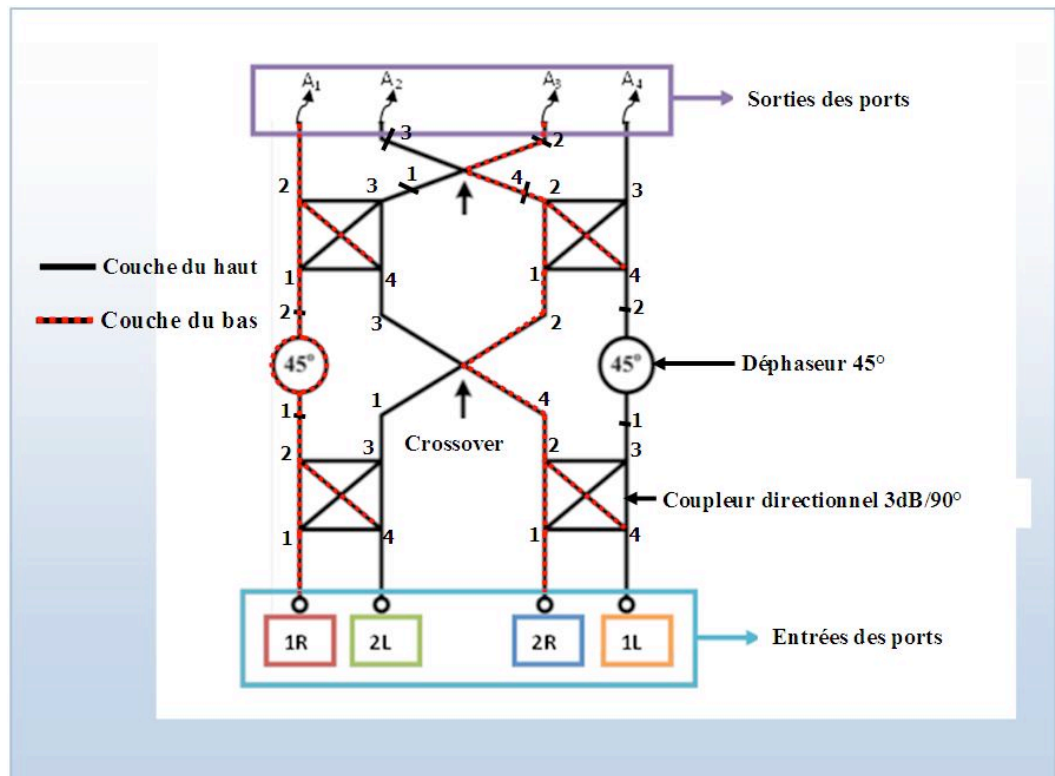 A₁ A₂ A₃ A₄
Sorties des ports
3 2
1 4
2 3 2 3
Couche du haut
1 4 1 4
2 2
Couche du bas
3 2
45° 45° Déphaseur 45°
1 4
1 1
Crossover
2 3 2 3
Coupleur directionnel 3dB/90°
1 4 1 4
1R 2L 2R 1L
Entrées des ports